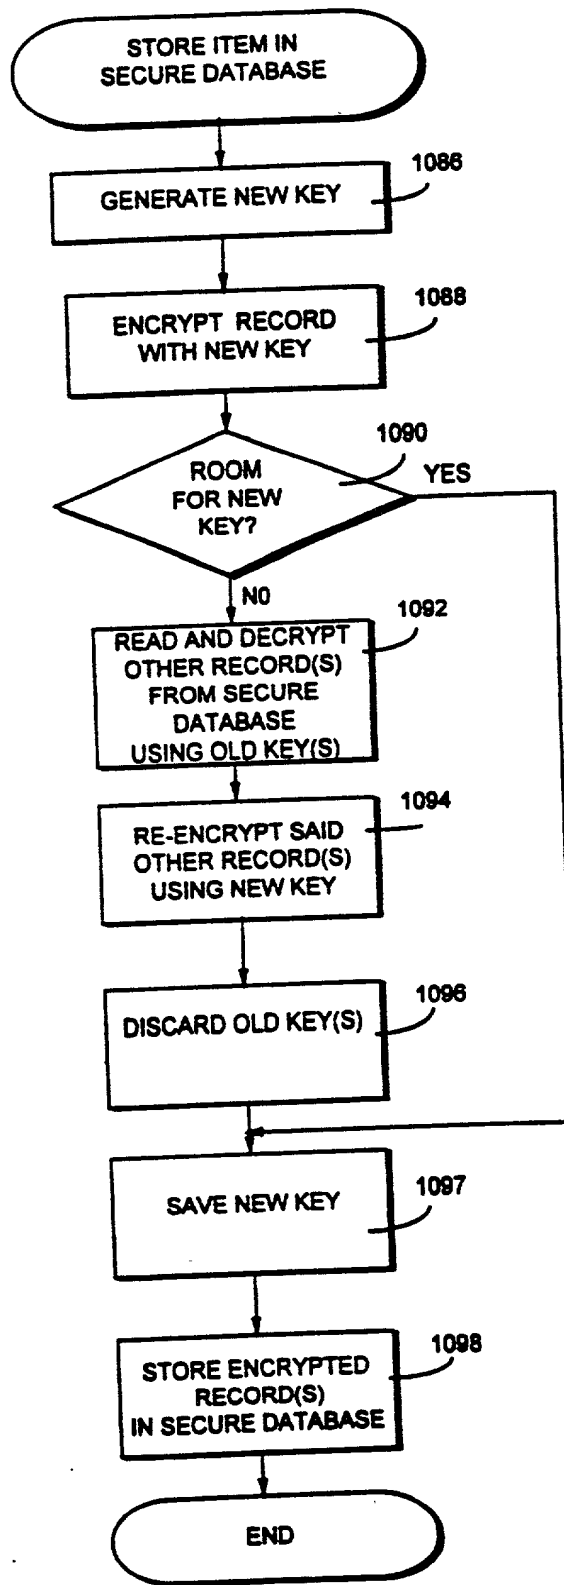 STORE ITEM IN
SECURE DATABASE
1086
GENERATE NEW KEY
1088
ENCRYPT RECORD
WITH NEW KEY
1090
ROOM
FOR NEW
KEY?
YES
NO
1092
READ AND DECRYPT
OTHER RECORD(S)
FROM SECURE
DATABASE
USING OLD KEY(S)
1094
RE-ENCRYPT SAID
OTHER RECORD(S)
USING NEW KEY
1096
DISCARD OLD KEY(S)
SAVE NEW KEY
1097
1098
STORE ENCRYPTED
RECORD(S)
IN SECURE DATABASE
END